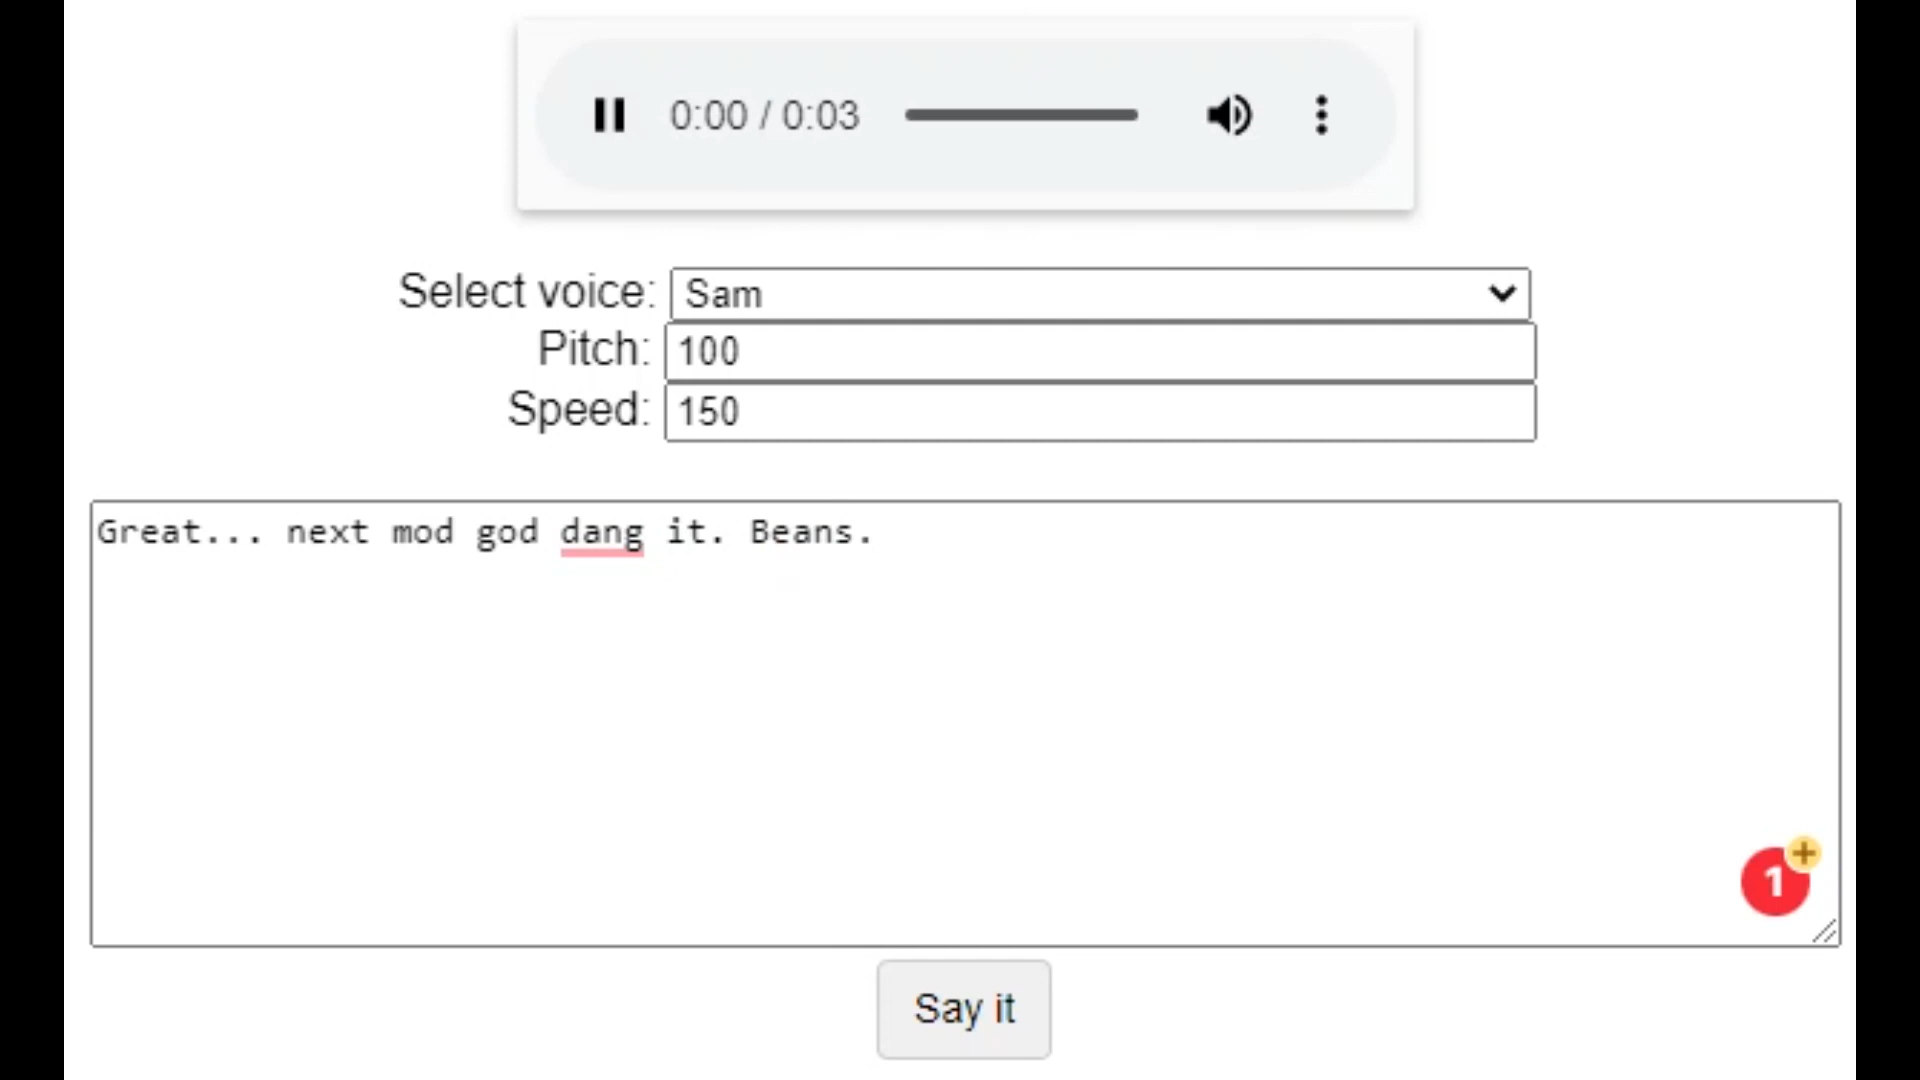 0:00 / 0:03
Select voice: Sam
Pitch: 100
Speed: 150
Great... next mod god dang it. Beans.
1
Say it